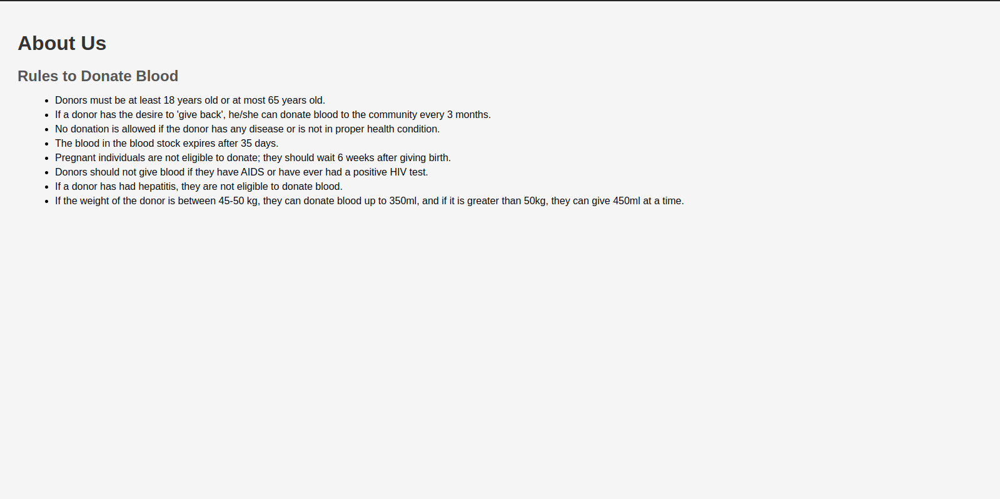 About Us
Rules to Donate Blood
• Donors must be at least 18 years old or at most 65 years old.
• If a donor has the desire to 'give back', he/she can donate blood to the community every 3 months.
• No donation is allowed if the donor has any disease or is not in proper health condition.
• The blood in the blood stock expires after 35 days.
• Pregnant individuals are not eligible to donate; they should wait 6 weeks after giving birth.
• Donors should not give blood if they have AIDS or have ever had a positive HIV test.
• If a donor has had hepatitis, they are not eligible to donate blood.
• If the weight of the donor is between 45-50 kg, they can donate blood up to 350ml, and if it is greater than 50kg, they can give 450ml at a time.